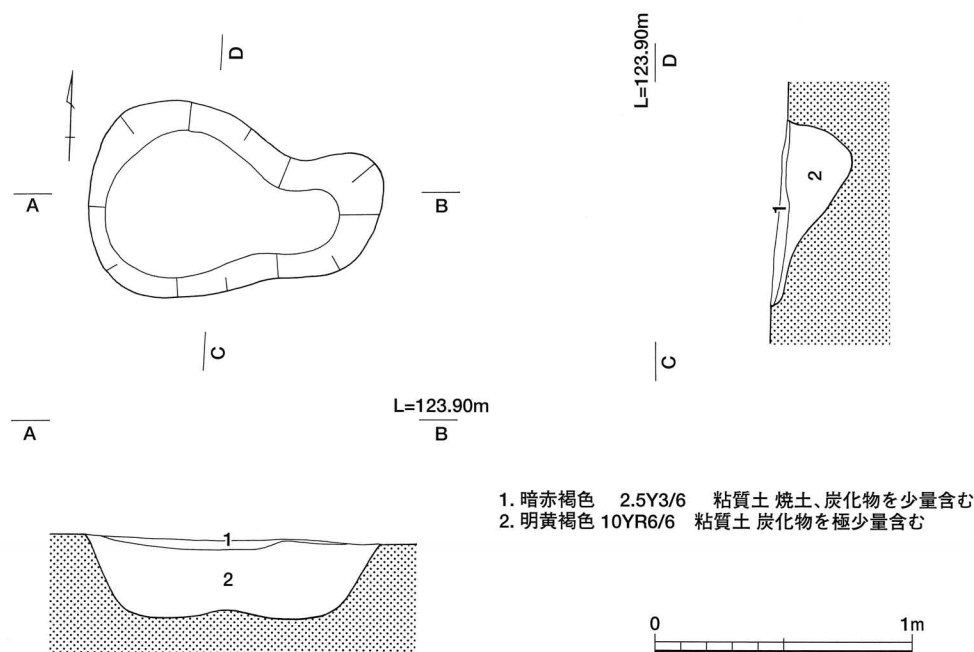 D
L=123.90m
D
A
B
1
2
C
C
L=123.90m
A
B
1
2
1. 暗赤褐色 2.5Y3/6 粘質土 焼土、炭化物を少量含む
2. 明黄褐色 10YR6/6 粘質土 炭化物を極少量含む
0 1m